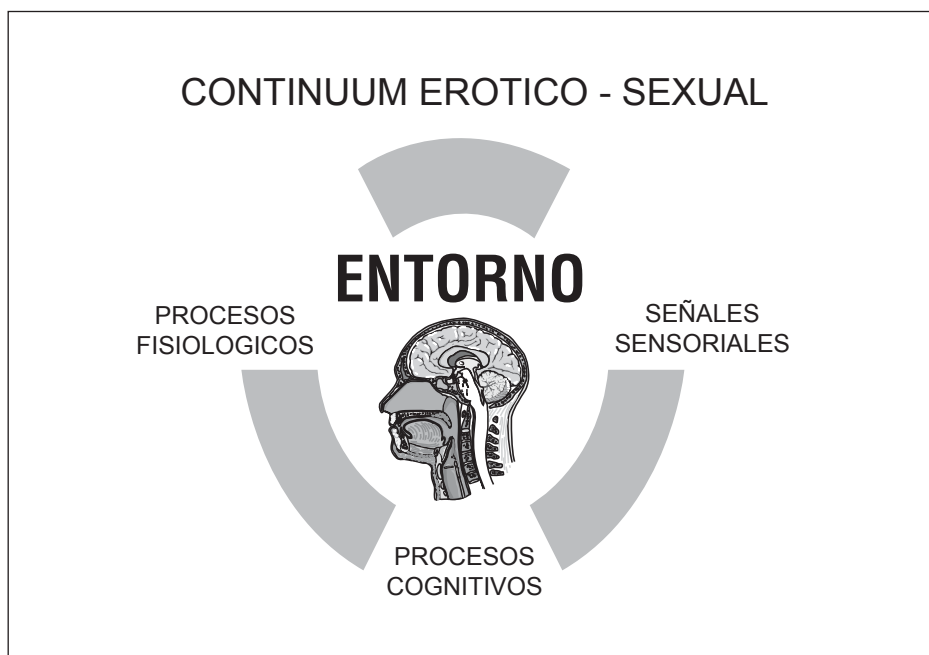 CONTINUUM EROTICO - SEXUAL
ENTORNO
PROCESOS
FISIOLOGICOS
SEÑALES
SENSORIALES
PROCESOS
COGNITIVOS